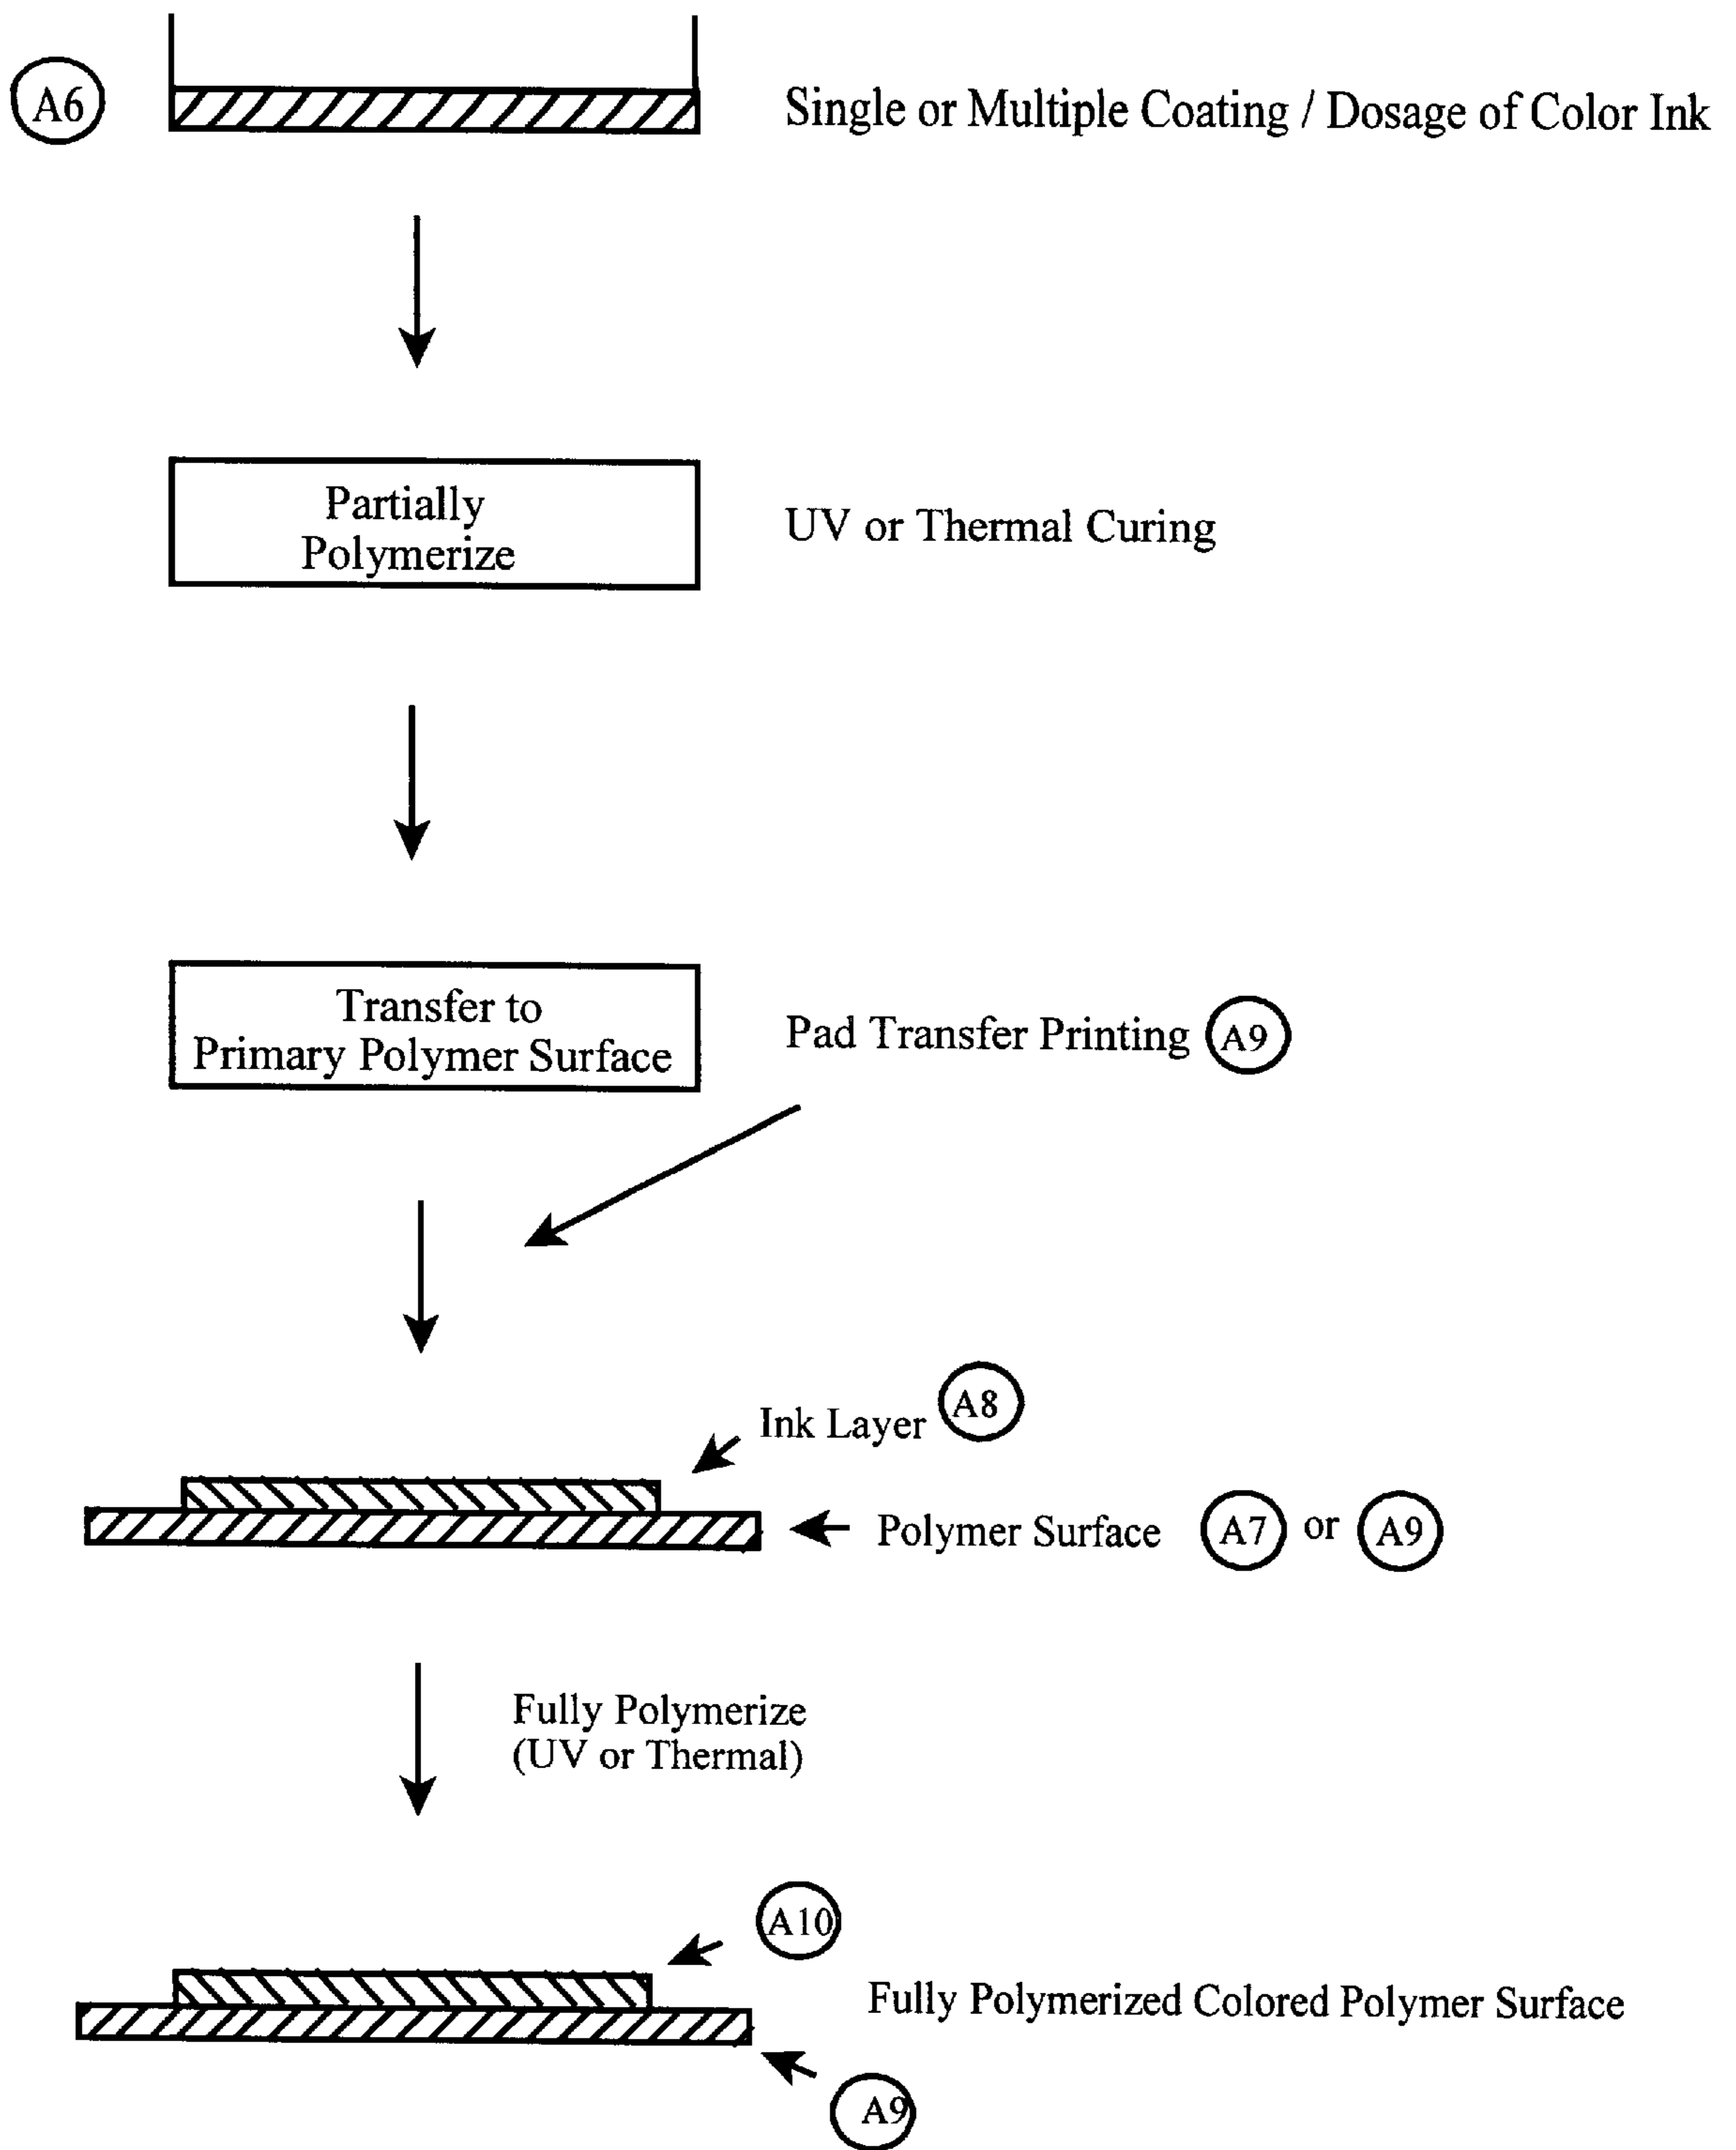 A6
Single or Multiple Coating / Dosage of Color Ink
Partially
Polymerize
UV or Thermal Curing
Transfer to
Primary Polymer Surface
Pad Transfer Printing A9
Ink Layer A8
Polymer Surface A7 or A9
Fully Polymerize
(UV or Thermal)
A10
Fully Polymerized Colored Polymer Surface
A9